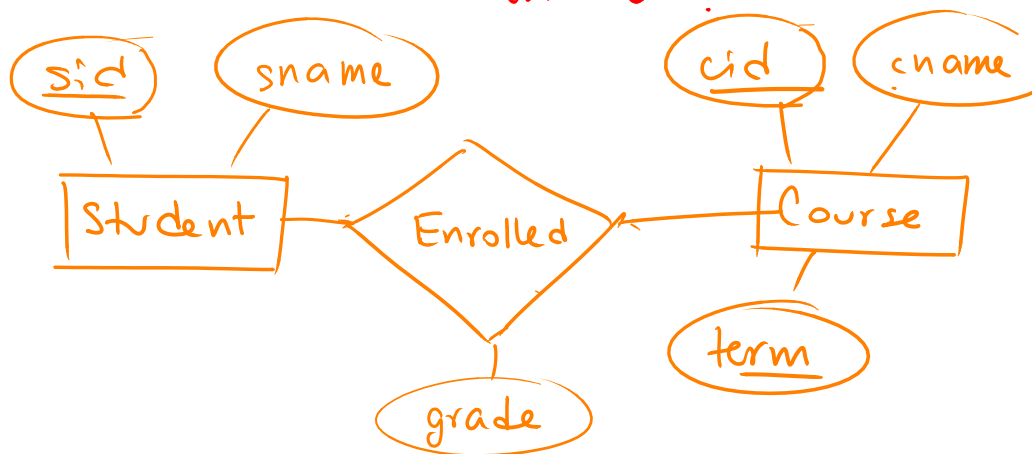 sid
sname
cid
cname
Student
Enrolled
Course
term
grade